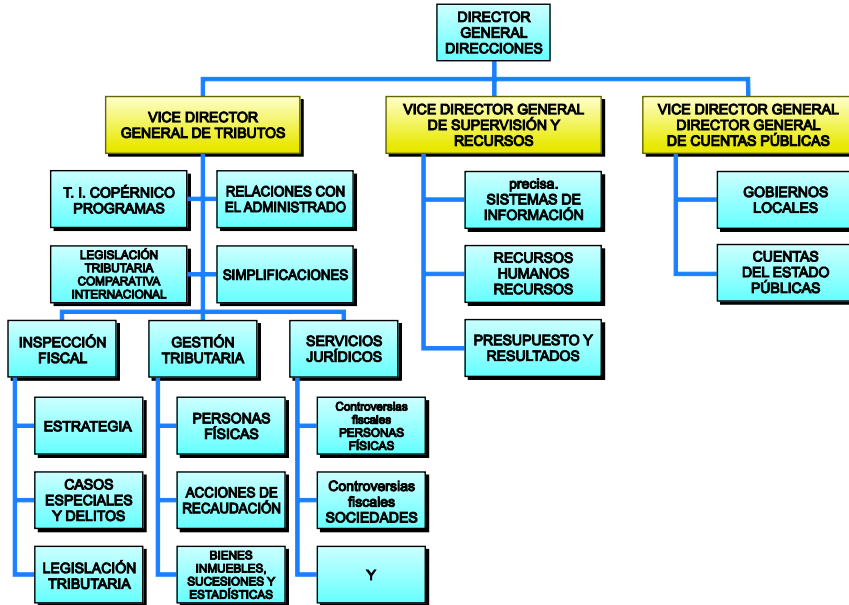 DIRECTOR
GENERAL
DIRECCIONES
VICE DIRECTOR
GENERAL DE TRIBUTOS
VICE DIRECTOR GENERAL
DE SUPERVISIÓN Y
RECURSOS
VICE DIRECTOR GENERAL
DIRECTOR GENERAL
DE CUENTAS PÚBLICAS
T. I. COPÉRNICO
PROGRAMAS
RELACIONES CON
EL ADMINISTRADO
LEGISLACIÓN
TRIBUTARIA
COMPARATIVA
INTERNACIONAL
SIMPLIFICACIONES
precisa.
SISTEMAS DE
INFORMACIÓN
RECURSOS
HUMANOS
RECURSOS
PRESUPUESTO Y
RESULTADOS
GOBIERNOS
LOCALES
CUENTAS
DEL ESTADO
PÚBLICAS
INSPECCIÓN
FISCAL
GESTIÓN
TRIBUTARIA
SERVICIOS
JURÍDICOS
ESTRATEGIA
CASOS
ESPECIALES
Y DELITOS
LEGISLACIÓN
TRIBUTARIA
PERSONAS
FÍSICAS
ACCIONES DE
RECAUDACIÓN
BIENES
INMUEBLES,
SUCESIONES Y
ESTADÍSTICAS
Controversias
fiscales
PERSONAS
FÍSICAS
Controversias
fiscales
SOCIEDADES
Y